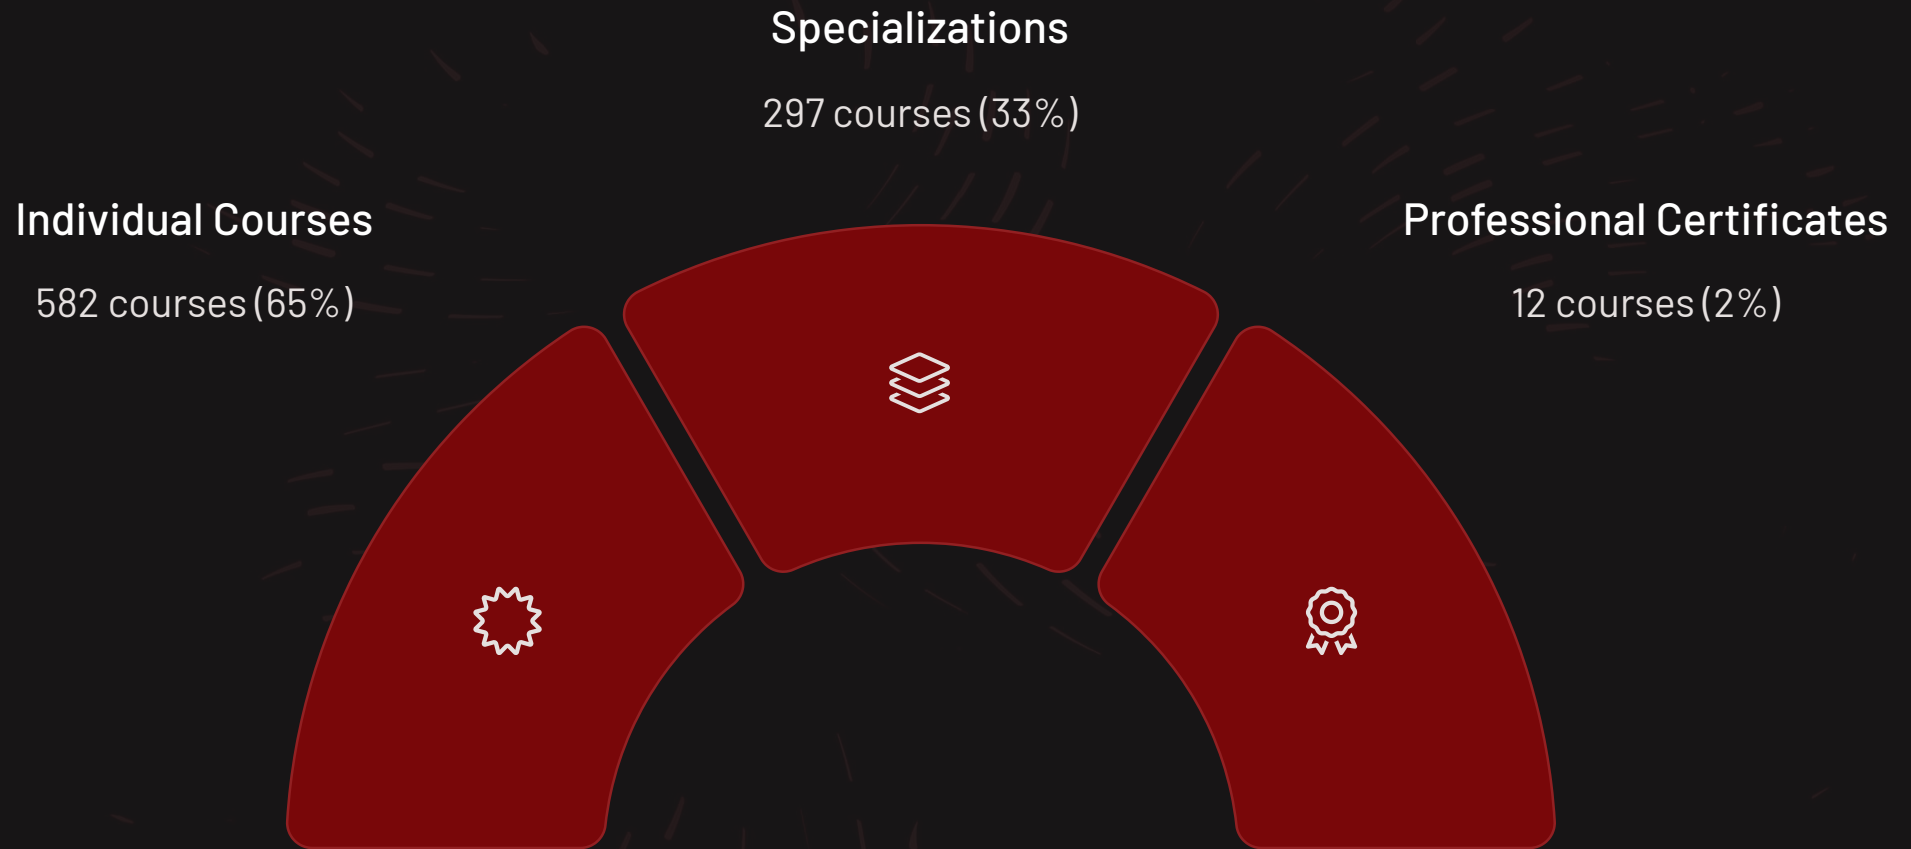 Specializations
297 courses (33%)
Individual Courses
582 courses (65%)
Professional Certificates
12 courses (2%)